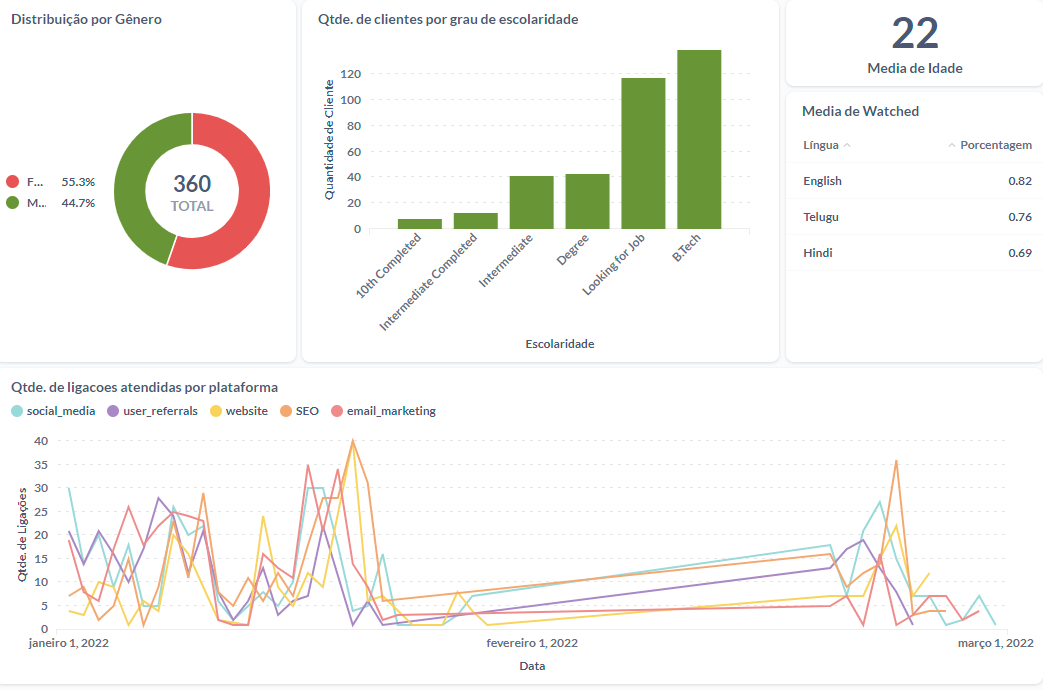 Distribuição por Gênero
F... 55.3%
M... 44.7%
360
TOTAL
Qtde. de clientes por grau de escolaridade
Quantidade de Cliente
120
100
80
60
40
20
0
10th Completed
Intermediate Completed
Intermediate
Degree
Looking for Job
B.Tech
Escolaridade
22
Media de Idade
Media de Watched
Língua Porcentagem
English 0.82
Telugu 0.76
Hindi 0.69
Qtde. de ligacoes atendidas por plataforma
social_media user_referrals website SEO email_marketing
Qtde. de Ligações
40
35
30
25
20
15
10
5
0
janeiro 1, 2022 fevereiro 1, 2022 março 1, 2022
Data